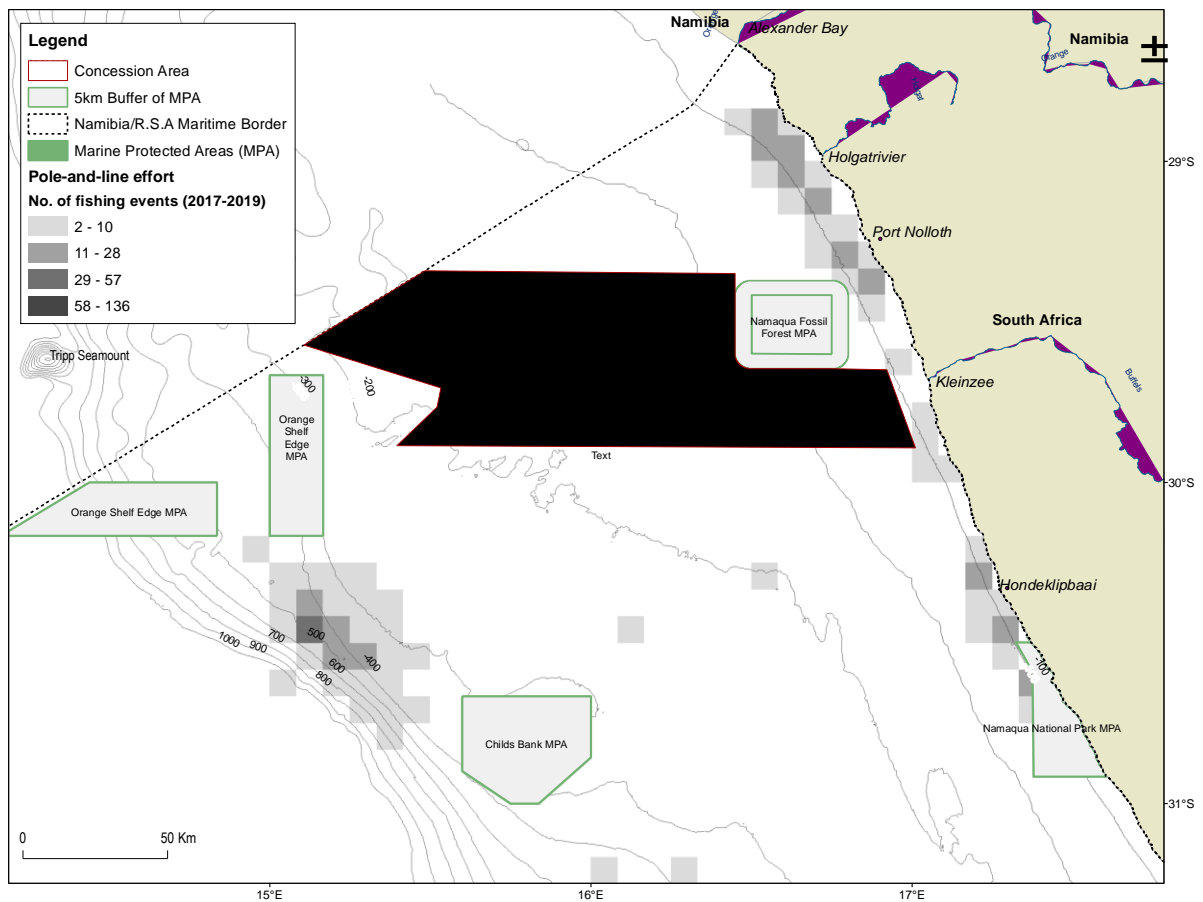 Legend
Concession Area
5km Buffer of MPA
Namibia/R.S.A Maritime Border
Marine Protected Areas (MPA)
Pole-and-line effort
No. of fishing events (2017-2019)
2 - 10
11 - 28
29 - 57
58 - 136
Namibia
Alexander Bay
Namibia
Orange
Holgatrivier
29°S
Port Nolloth
Namaqua Fossil
Forest MPA
South Africa
Tripp Seamount
Kleinzee
Buffels
-300
-200
Orange
Shelf
Edge
MPA
Text
30°S
Orange Shelf Edge MPA
Hondeklipbaai
1000
900
700
500
600
800
-400
-100
Namaqua National Park MPA
Childs Bank MPA
31°S
0
50 Km
15°E
16°E
17°E